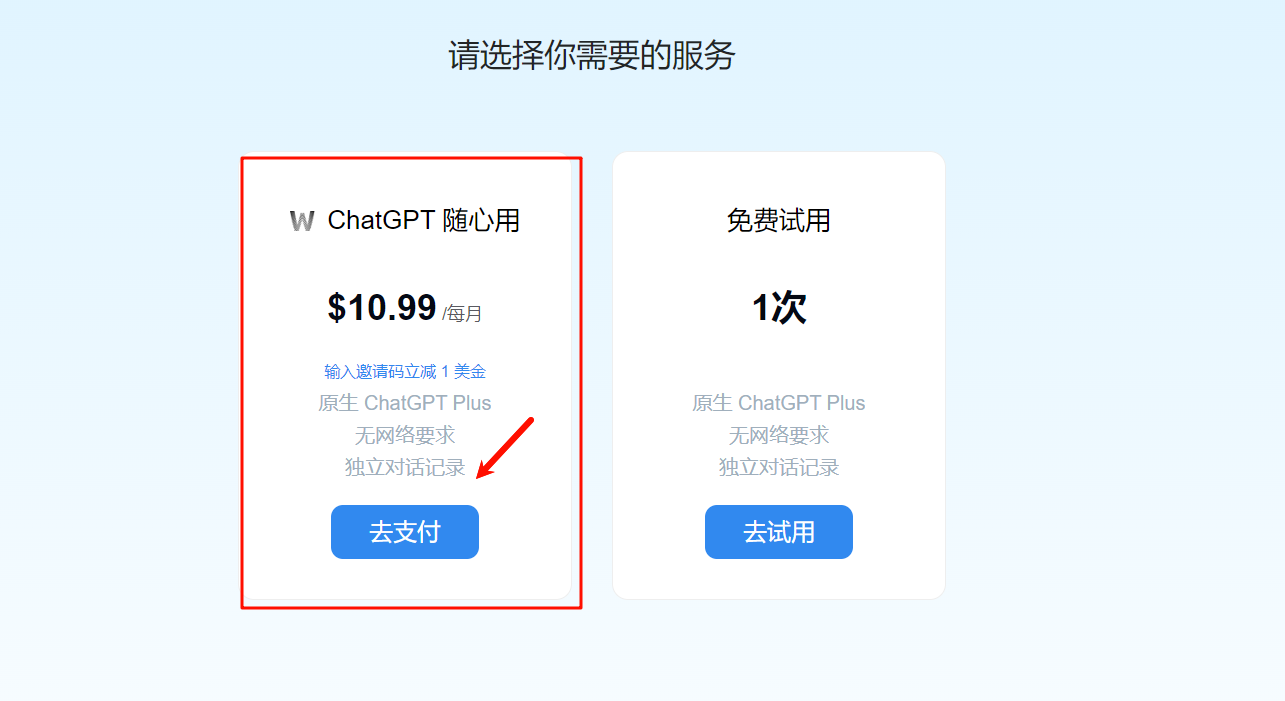 请选择你需要的服务
ChatGPT 随心用
$10.99 /每月
输入邀请码立减 1 美金
原生 ChatGPT Plus
无网络要求
独立对话记录
去支付
免费试用
1次
原生 ChatGPT Plus
无网络要求
独立对话记录
去试用